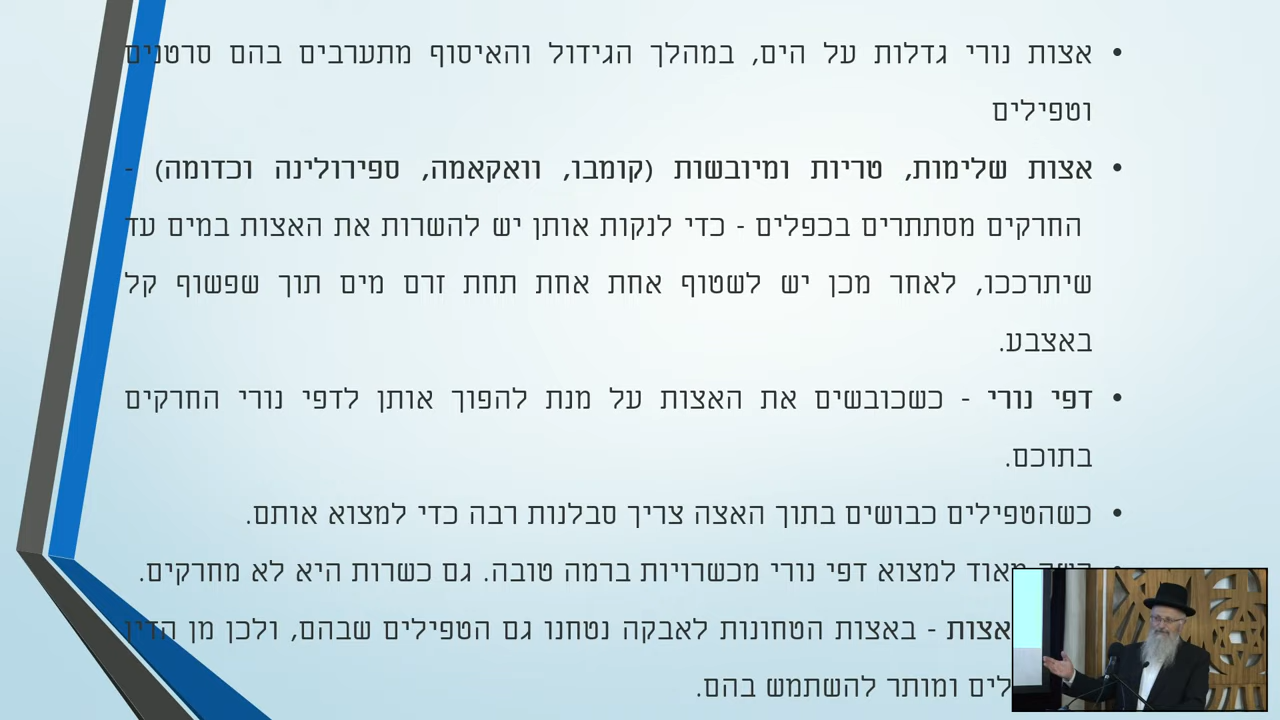 • אצות נורי גדלות על הים, במהלך הגידול והאיסוף מתערבים בהם סרטנים
וטפילים
• אצות שלימות, טריות ומיובשות (קומבו, וואקאמה, ספירולינה וכדומה) -
החרקים מסתתרים בכפלים - כדי לנקות אותן יש להשרות את האצות במים עד
שיתרככו, לאחר מכן יש לשטוף אחת אחת תחת זרם מים תוך שפשוף קל
באצבע.
• דפי נורי - כשכובשים את האצות על מנת להפוך אותן לדפי נורי החרקים
בתוכם.
• כשהטפילים כבושים בתוך האצה צריך סבלנות רבה כדי למצוא אותם.
• קשה מאוד למצוא דפי נורי מכשרויות ברמה טובה. גם כשרות היא לא מחרקים.
אצות - באצות הטחונות לאבקה נטחנו גם הטפילים שבהם, ולכן מן הדין
ומותר להשתמש בהם.